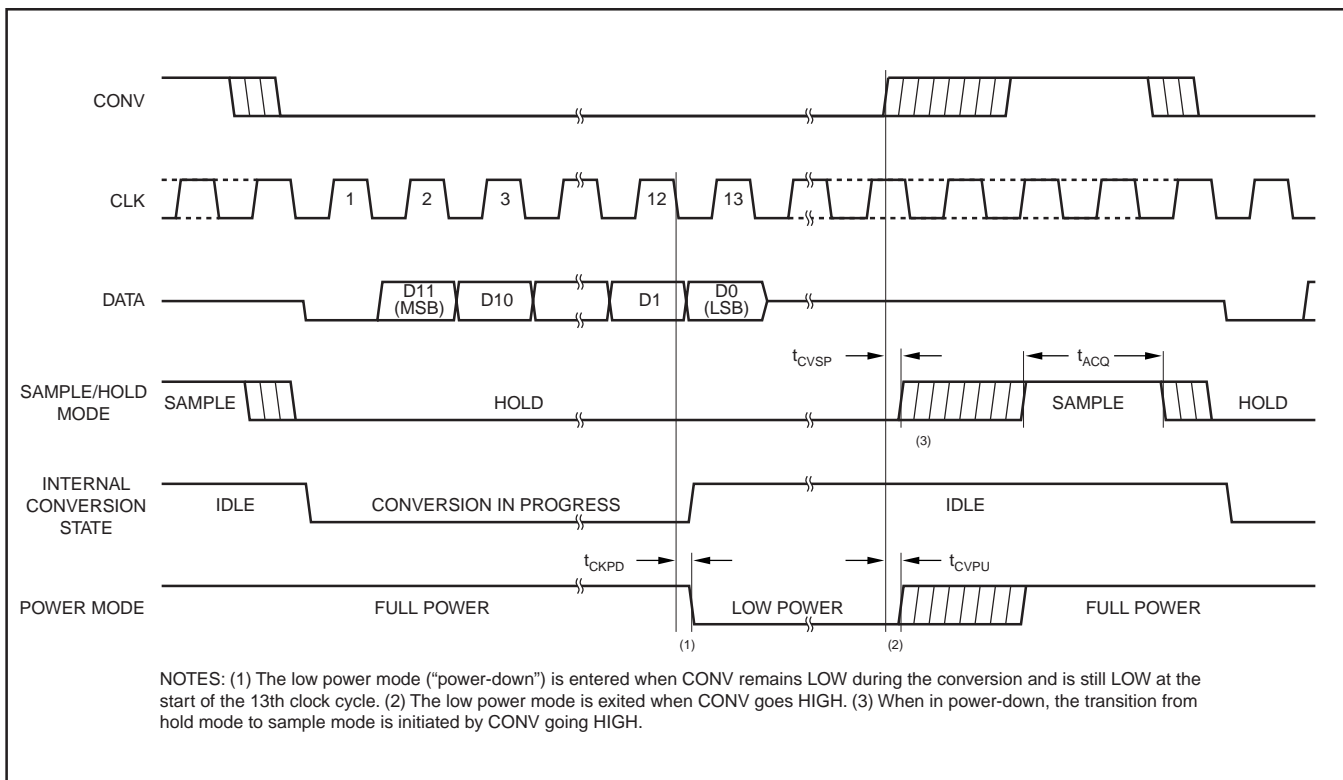 CONV
CLK
1
2
3
12
13
DATA
D11
(MSB)
D10
D1
D0
(LSB)
tCVSP
tACQ
SAMPLE/HOLD
MODE
SAMPLE
HOLD
SAMPLE
HOLD
(3)
INTERNAL
CONVERSION
STATE
IDLE
CONVERSION IN PROGRESS
IDLE
tCKPD
tCVPU
POWER MODE
FULL POWER
LOW POWER
FULL POWER
(1)
(2)
NOTES: (1) The low power mode (“power-down”) is entered when CONV remains LOW during the conversion and is still LOW at the
start of the 13th clock cycle. (2) The low power mode is exited when CONV goes HIGH. (3) When in power-down, the transition from
hold mode to sample mode is initiated by CONV going HIGH.